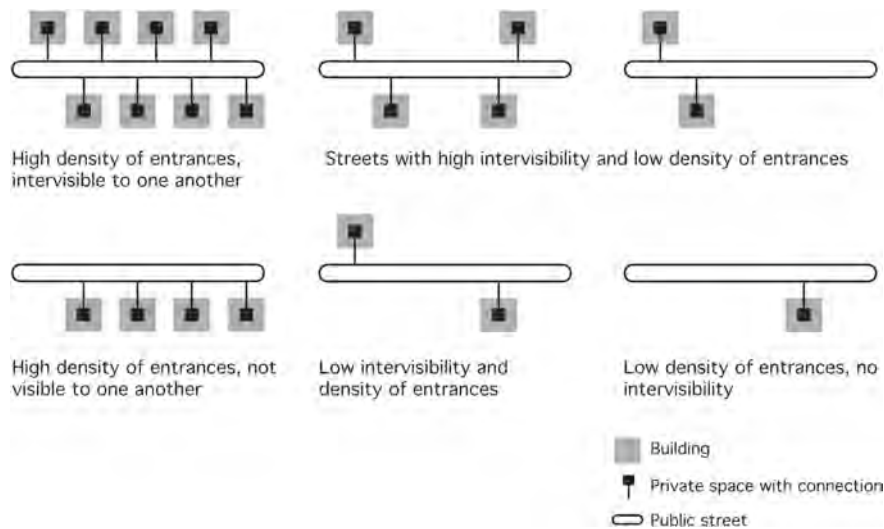 High density of entrances,
intervisible to one another
Streets with high intervisibility and low density of entrances
High density of entrances, not
visible to one another
Low intervisibility and
density of entrances
Low density of entrances, no
intervisibility
Building
Private space with connection
Public street